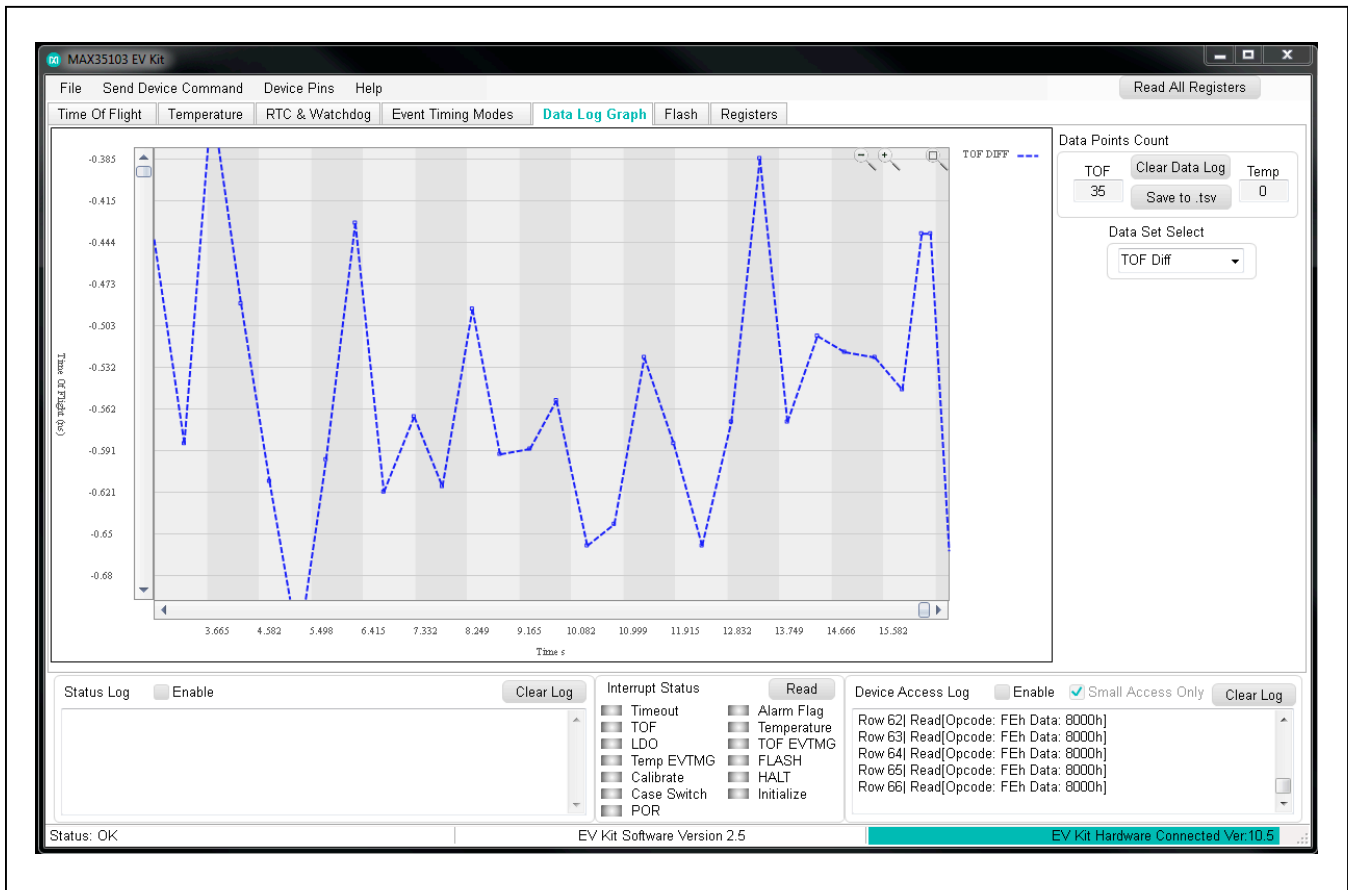 MAX35103 EV Kit
File Send Device Command Device Pins Help Read All Registers
Time Of Flight Temperature RTC & Watchdog Event Timing Modes Data Log Graph Flash Registers
TOF DIFF
Data Points Count
TOF Clear Data Log Temp
35 Save to .tsv 0
Data Set Select
TOF Diff
-0.385
-0.415
-0.444
-0.473
-0.503
-0.532
-0.562
-0.591
-0.621
-0.65
-0.68
Time Of Flight (ns)
3.665 4.582 5.498 6.415 7.332 8.249 9.165 10.082 10.999 11.915 12.832 13.749 14.666 15.582
Time s
Status Log Enable Clear Log
Interrupt Status Read
Timeout Alarm Flag
TOF Temperature
LDO TOF EVTMG
Temp EVTMG FLASH
Calibrate HALT
Case Switch Initialize
POR
Device Access Log Enable Small Access Only Clear Log
Row 62| Read[Opcode: FEh Data: 8000h]
Row 63| Read[Opcode: FEh Data: 8000h]
Row 64| Read[Opcode: FEh Data: 8000h]
Row 65| Read[Opcode: FEh Data: 8000h]
Row 66| Read[Opcode: FEh Data: 8000h]
Status: OK EV Kit Software Version 2.5 EV Kit Hardware Connected Ver:10.5